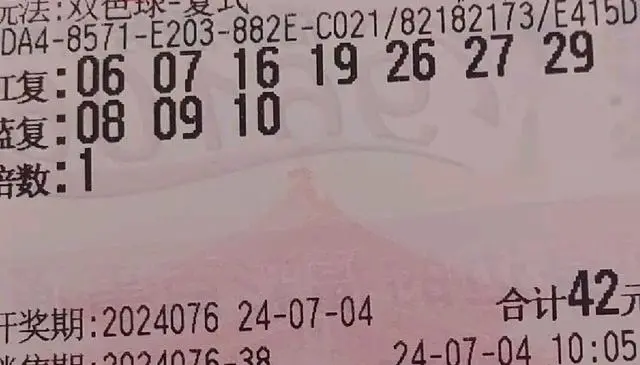 玩法:双色球-复式
DA4-8571-E203-882E-C021/82182173/E415D
红复:06 07 16 19 26 27 29
蓝复:08 09 10
倍数:1
合计42元
开奖期:2024076 24-07-04
2024076-38 24-07-04 10:05